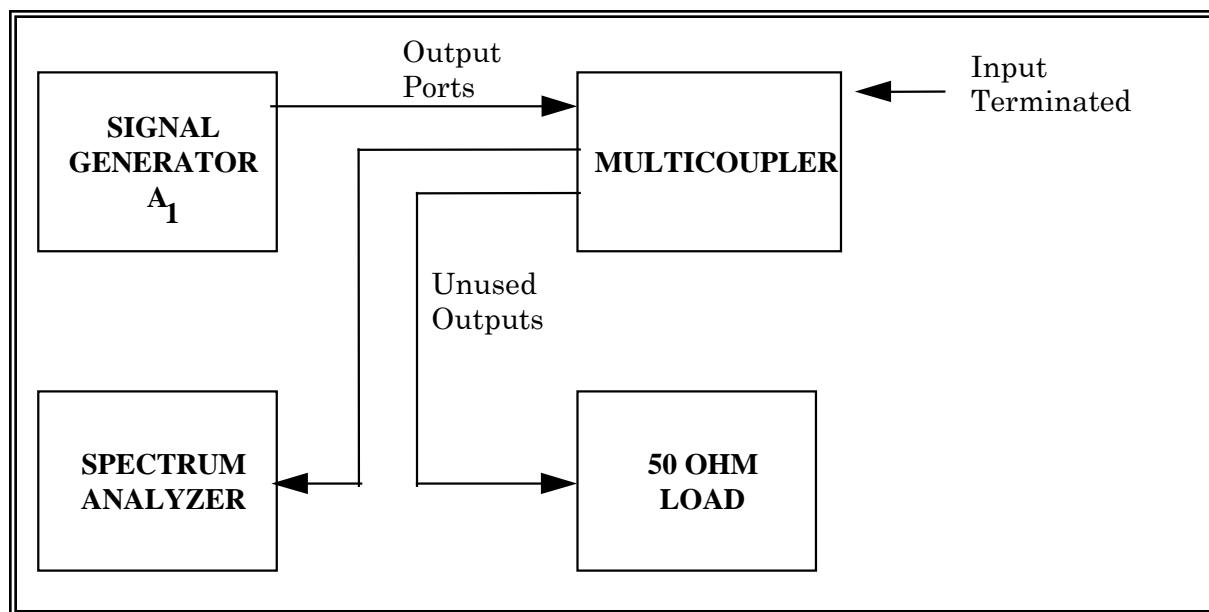 Output
Ports
Input
Terminated
SIGNAL
GENERATOR
A1
MULTICOUPLER
Unused
Outputs
SPECTRUM
ANALYZER
50 OHM
LOAD